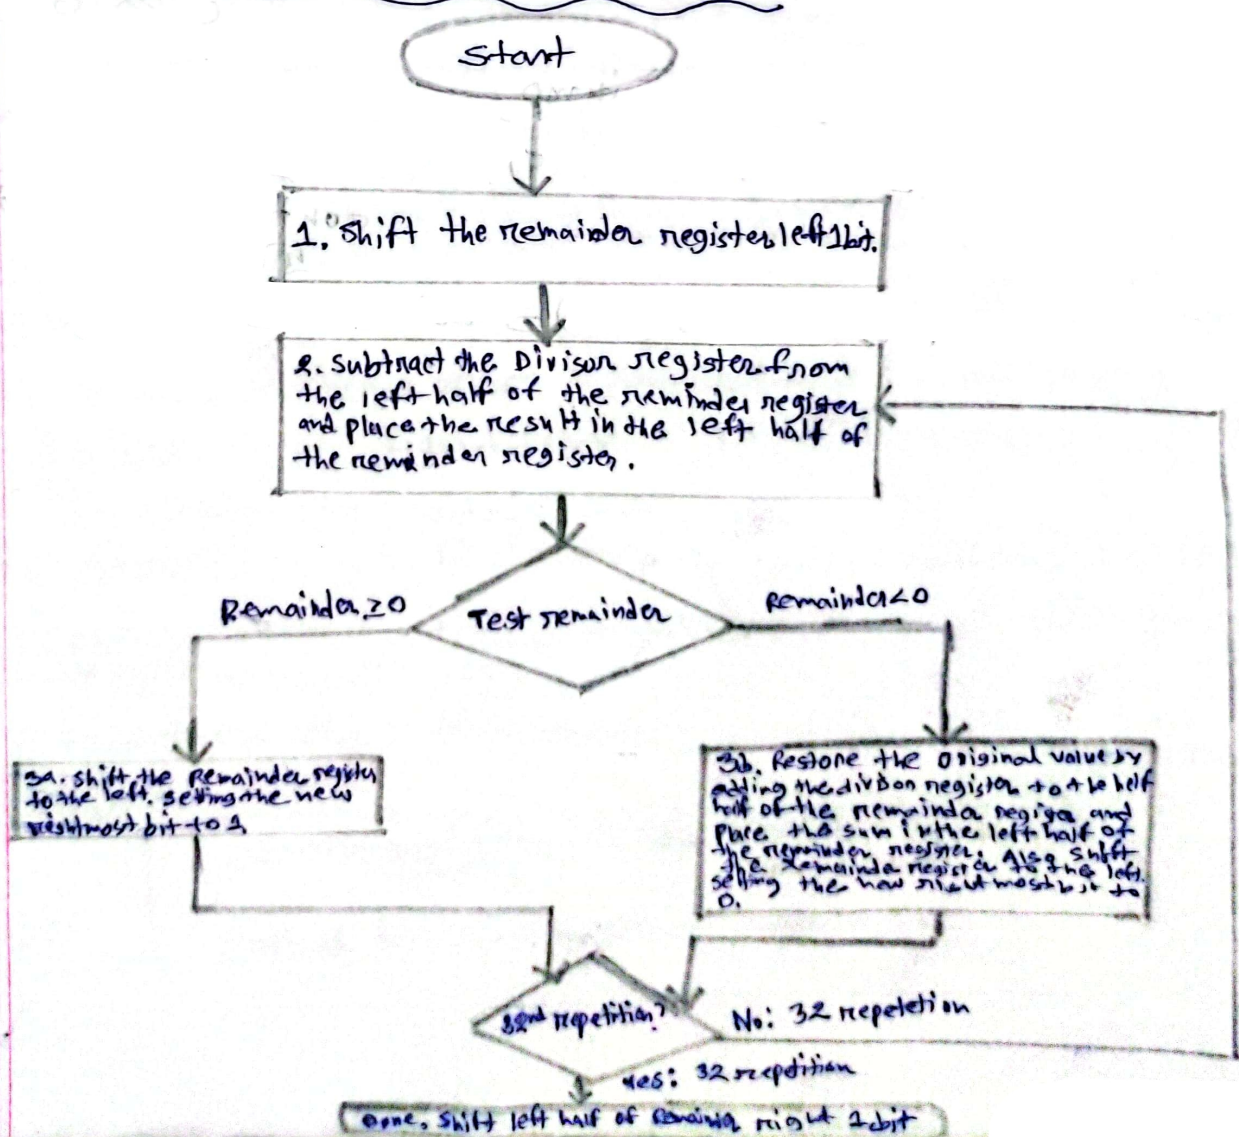 Start
1. Shift the remainder register left 1bit.
2. Subtract the Divisor register from
the left half of the reminder register
and place the result in the left half of
the reminder register.
Test remainder
Remainder ≥0
Remainder<0
3a. Shift the Remainder register
to the left. setting the new
rightmost bit to 1
3b. Restore the original value by
adding the divison register to the helf
half of the remainder register and
place the sum in the left half of
the remainder register. Also shift
the remainder register to the left.
setting the new rightmost bit to
0.
32nd repetition?
No: 32 repetetion
Yes: 32 repetition
Done. Shift left half of right 1 bit